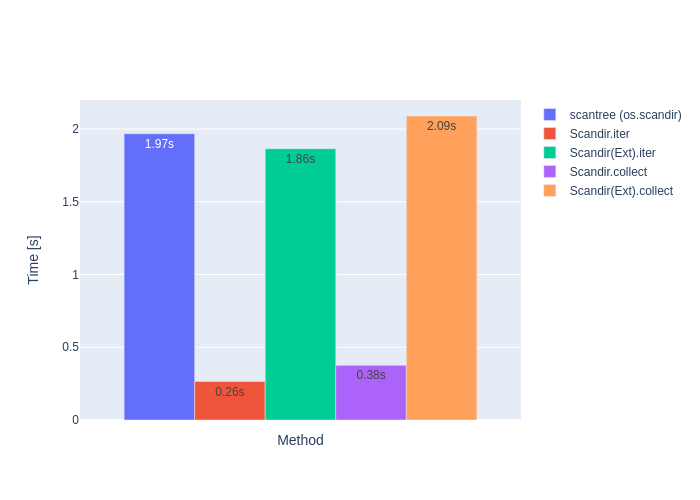 1.97s
0.26s
1.86s
0.38s
2.09s
2
1.5
1
0.5
0
Time [s]
Method
scantree (os.scandir)
Scandir.iter
Scandir(Ext).iter
Scandir.collect
Scandir(Ext).collect